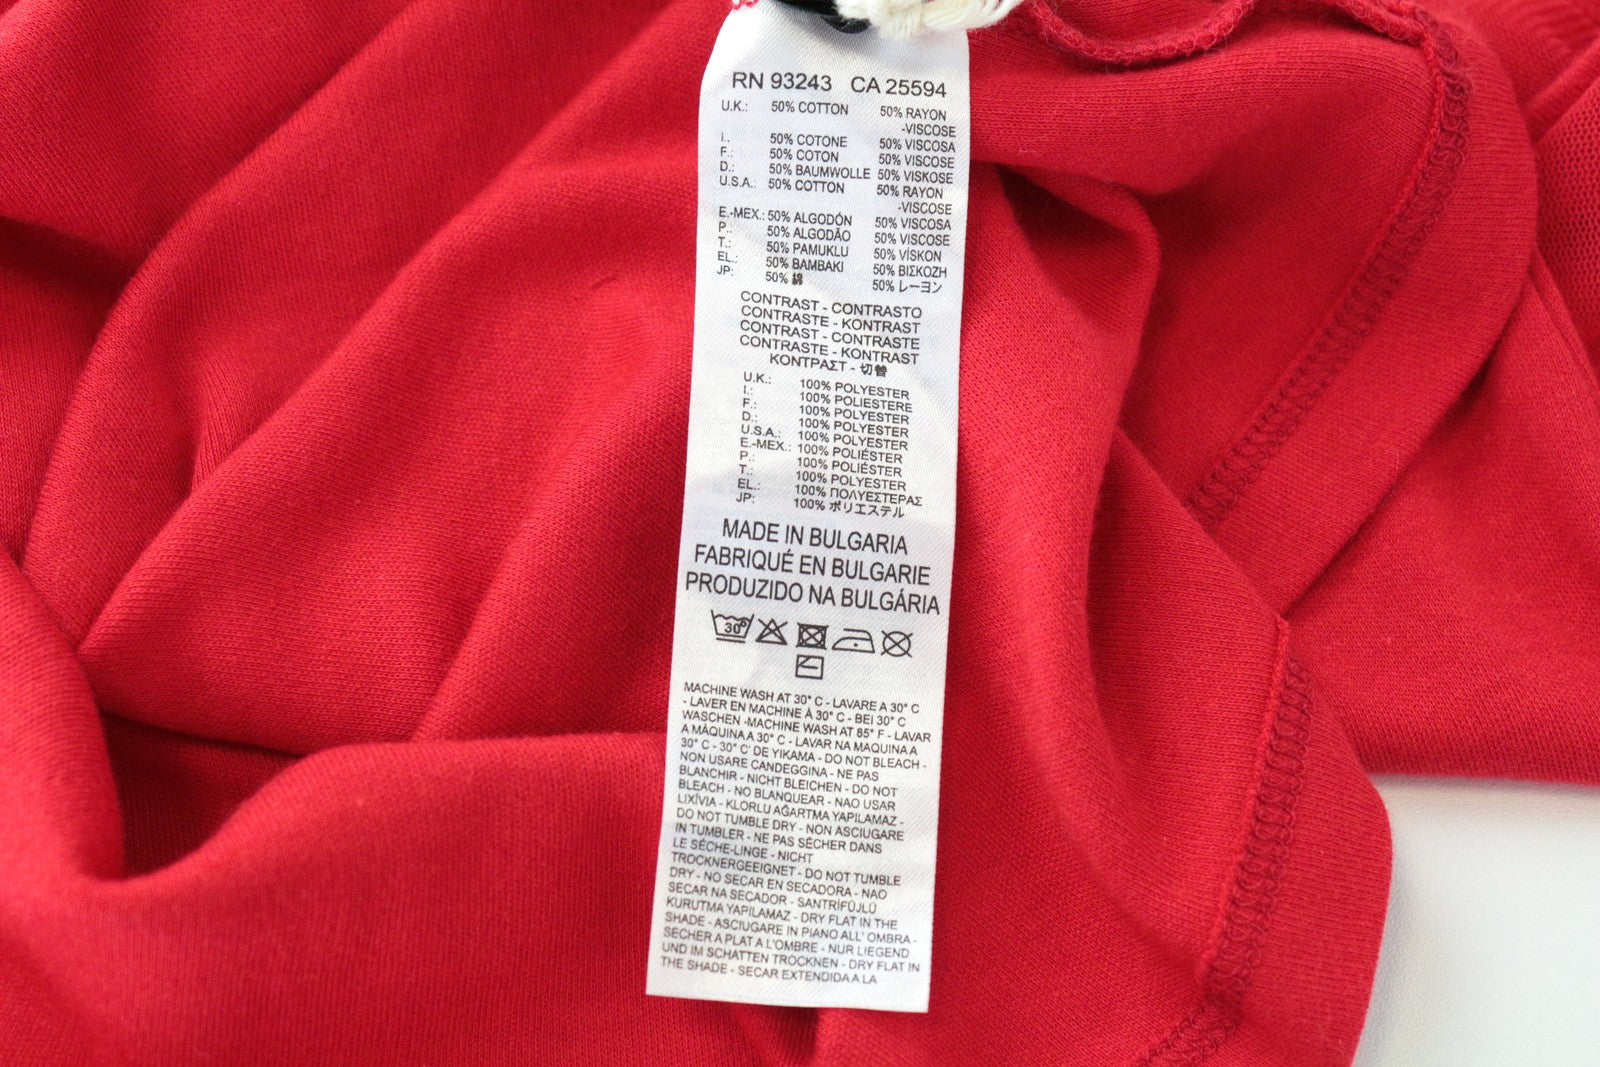 RN 93243 CA 25594
U.K.: 50% COTTON 50% RAYON
-VISCOSE
I.: 50% COTONE 50% VISCOSA
F.: 50% COTON 50% VISCOSE
D.: 50% BAUMWOLLE 50% VISKOSE
U.S.A.: 50% COTTON 50% RAYON
-VISCOSE
E.-MEX.: 50% ALGODÓN 50% VISCOSA
P.: 50% ALGODÃO 50% VISCOSE
T.: 50% PAMUKLU 50% VİSKON
EL.: 50% BAMBAKI 50% ΒΙΣΚΟΖΗ
JP: 50% 綿 50% レーヨン
CONTRAST - CONTRASTO
CONTRASTE - KONTRAST
CONTRAST - CONTRASTE
CONTRASTE - KONTRAST
ΚΟΝΤΡΑΣΤ - 切替
U.K.: 100% POLYESTER
I.: 100% POLIESTERE
F.: 100% POLYESTER
D.: 100% POLYESTER
U.S.A.: 100% POLYESTER
E.-MEX.: 100% POLIÉSTER
P.: 100% POLIÉSTER
T.: 100% POLYESTER
EL.: 100% ΠΟΛΥΕΣΤΕΡΑΣ
JP: 100% ポリエステル
MADE IN BULGARIA
FABRIQUÉ EN BULGARIE
PRODUZIDO NA BULGÁRIA
30°
MACHINE WASH AT 30° C - LAVARE A 30° C
- LAVER EN MACHINE À 30° C - BEI 30° C
WASCHEN -MACHINE WASH AT 85° F - LAVAR
A MÁQUINA A 30° C - LAVAR NA MAQUINA A
30° C - 30° C' DE YIKAMA - DO NOT BLEACH -
NON USARE CANDEGGINA - NE PAS
BLANCHIR - NICHT BLEICHEN - DO NOT
BLEACH - NO BLANQUEAR - NAO USAR
LIXÍVIA - KLORLU AĞARTMA YAPILAMAZ -
DO NOT TUMBLE DRY - NON ASCIUGARE
IN TUMBLER - NE PAS SÉCHER DANS
LE SÉCHE-LINGE - NICHT
TROCKNERGEEIGNET - DO NOT TUMBLE
DRY - NO SECAR EN SECADORA - NAO
SECAR NA SECADOR - SANTRİFÜJLÜ
KURUTMA YAPILAMAZ - DRY FLAT IN THE
SHADE - ASCIUGARE IN PIANO ALL' OMBRA -
SECHER A PLAT A L'OMBRE - NUR LIEGEND
UND IM SCHATTEN TROCKNEN - DRY FLAT IN
THE SHADE - SECAR EXTENDIDA A LA